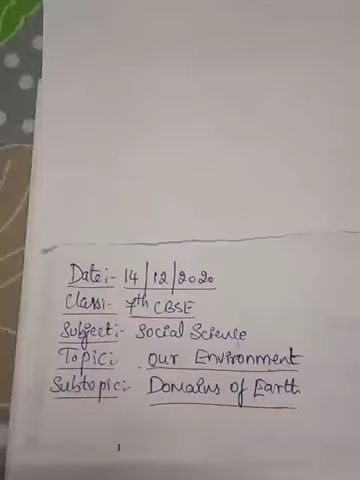 Date:- 14/12/2020
Class:- 7th CBSE
Subject:- Social Science
Topic:- Our Environment
Subtopic:- Domains of Earth